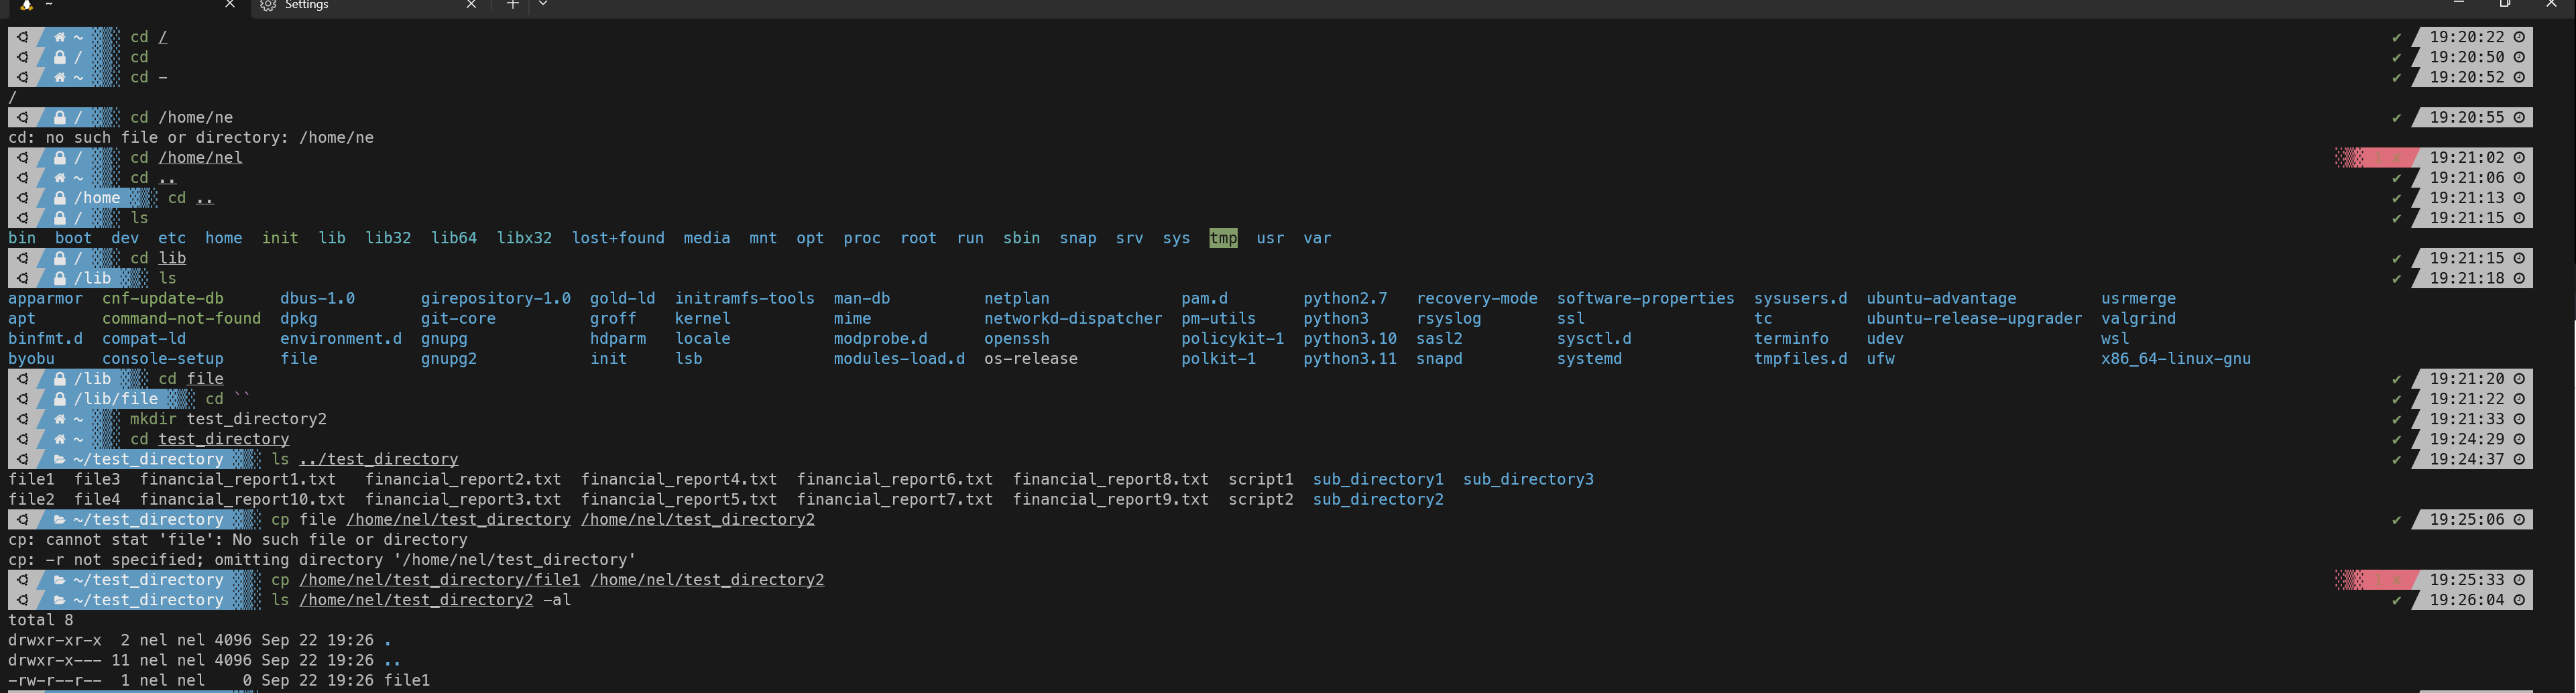 ~ Settings
~ cd / ✔ 19:20:22
/ cd ✔ 19:20:50
~ cd - ✔ 19:20:52
/
/ cd /home/ne ✔ 19:20:55
cd: no such file or directory: /home/ne
/ cd /home/nel 19:21:02
~ cd .. ✔ 19:21:06
/home cd .. ✔ 19:21:13
/ ls ✔ 19:21:15
bin boot dev etc home init lib lib32 lib64 libx32 lost+found media mnt opt proc root run sbin snap srv sys tmp usr var
/ cd lib ✔ 19:21:15
/lib ls ✔ 19:21:18
apparmor cnf-update-db dbus-1.0 girepository-1.0 gold-ld initramfs-tools man-db netplan pam.d python2.7 recovery-mode software-properties sysusers.d ubuntu-advantage usrmerge
apt command-not-found dpkg git-core groff kernel mime networkd-dispatcher pm-utils python3 rsyslog ssl tc ubuntu-release-upgrader valgrind
binfmt.d compat-ld environment.d gnupg hdparm locale modprobe.d openssh policykit-1 python3.10 sasl2 sysctl.d terminfo udev wsl
byobu console-setup file gnupg2 init lsb modules-load.d os-release polkit-1 python3.11 snapd systemd tmpfiles.d ufw x86_64-linux-gnu
/lib cd file ✔ 19:21:20
/lib/file cd `` ✔ 19:21:22
~ mkdir test_directory2 ✔ 19:21:33
~ cd test_directory ✔ 19:24:29
~/test_directory ls ../test_directory ✔ 19:24:37
file1 file3 financial_report1.txt financial_report2.txt financial_report4.txt financial_report6.txt financial_report8.txt script1 sub_directory1 sub_directory3
file2 file4 financial_report10.txt financial_report3.txt financial_report5.txt financial_report7.txt financial_report9.txt script2 sub_directory2
~/test_directory cp file /home/nel/test_directory /home/nel/test_directory2 ✔ 19:25:06
cp: cannot stat 'file': No such file or directory
cp: -r not specified; omitting directory '/home/nel/test_directory'
~/test_directory cp /home/nel/test_directory/file1 /home/nel/test_directory2 19:25:33
~/test_directory ls /home/nel/test_directory2 -al ✔ 19:26:04
total 8
drwxr-xr-x 2 nel nel 4096 Sep 22 19:26 .
drwxr-x--- 11 nel nel 4096 Sep 22 19:26 ..
-rw-r--r-- 1 nel nel 0 Sep 22 19:26 file1